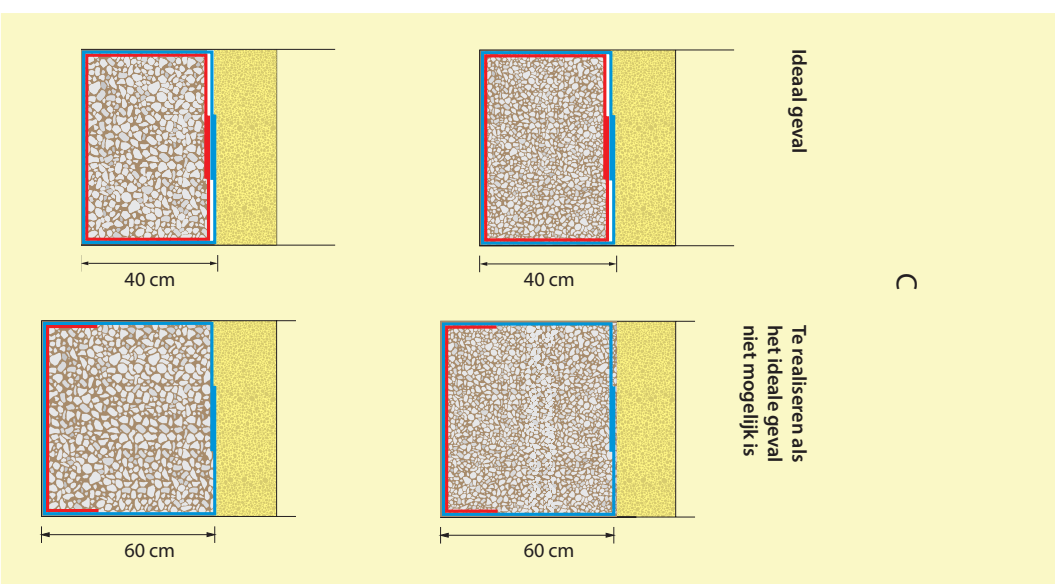 Ideaal geval
40 cm
40 cm
C
Te realiseren als
het ideale geval
niet mogelijk is
60 cm
60 cm